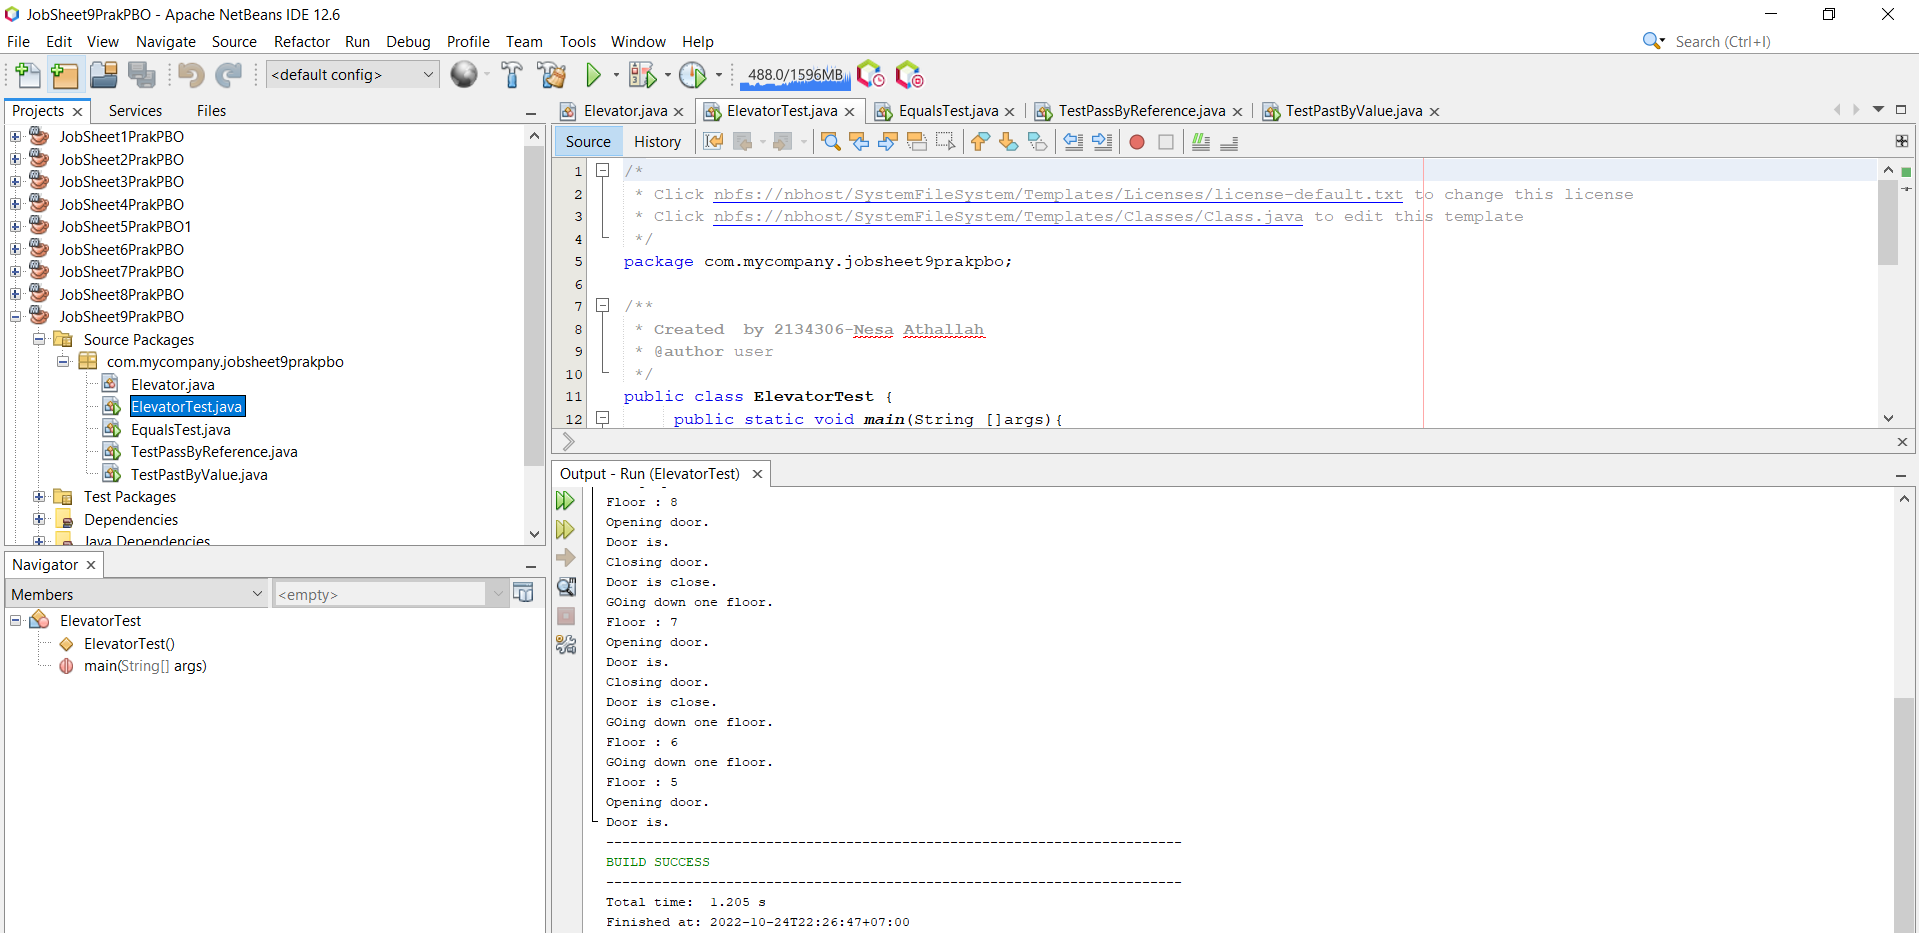 JobSheet9PrakPBO - Apache NetBeans IDE 12.6
File Edit View Navigate Source Refactor Run Debug Profile Team Tools Window Help
Search (Ctrl+I)
<default config>
488.0/1596MB
Projects Services Files
JobSheet1PrakPBO
JobSheet2PrakPBO
JobSheet3PrakPBO
JobSheet4PrakPBO
JobSheet5PrakPBO1
JobSheet6PrakPBO
JobSheet7PrakPBO
JobSheet8PrakPBO
JobSheet9PrakPBO
Source Packages
com.mycompany.jobsheet9prakpbo
Elevator.java
ElevatorTest.java
EqualsTest.java
TestPassByReference.java
TestPastByValue.java
Test Packages
Dependencies
Java Dependencies
Navigator
Members
<empty>
ElevatorTest
ElevatorTest()
main(String[] args)
Elevator.java ElevatorTest.java EqualsTest.java TestPassByReference.java TestPastByValue.java
Source History
1 /*
2 * Click nbfs://nbhost/SystemFileSystem/Templates/Licenses/license-default.txt to change this license
3 * Click nbfs://nbhost/SystemFileSystem/Templates/Classes/Class.java to edit this template
4 */
5 package com.mycompany.jobsheet9prakpbo;
6
7 /**
8 * Created  by 2134306-Nesa Athallah
9 * @author user
10 */
11 public class ElevatorTest {
12 public static void main(String []args){
Output - Run (ElevatorTest)
Floor : 8
Opening door.
Door is.
Closing door.
Door is close.
GOing down one floor.
Floor : 7
Opening door.
Door is.
Closing door.
Door is close.
GOing down one floor.
Floor : 6
GOing down one floor.
Floor : 5
Opening door.
Door is.
------------------------------------------------------------------------
BUILD SUCCESS
------------------------------------------------------------------------
Total time:  1.205 s
Finished at: 2022-10-24T22:26:47+07:00